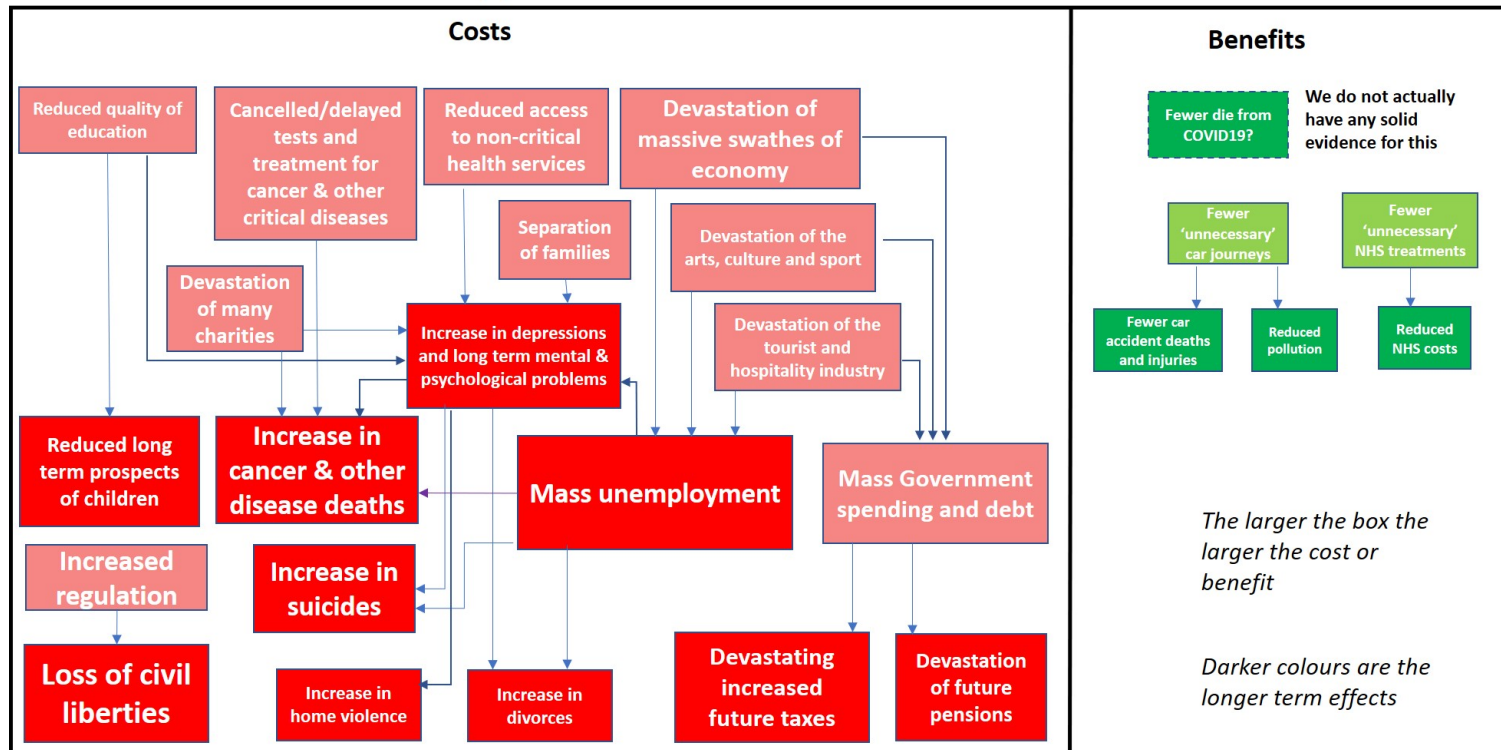 Costs
Reduced quality of
education
Cancelled/delayed
tests and
treatment for
cancer & other
critical diseases
Reduced access
to non-critical
health services
Devastation of
massive swathes of
economy
Separation
of families
Devastation of the
arts, culture and sport
Devastation
of many
charities
Increase in depressions
and long term mental &
psychological problems
Devastation of the
tourist and
hospitality industry
Reduced long
term prospects
of children
Increase in
cancer & other
disease deaths
Mass unemployment
Mass Government
spending and debt
Increased
regulation
Increase in
suicides
Loss of civil
liberties
Increase in
home violence
Increase in
divorces
Devastating
increased
future taxes
Devastation
of future
pensions
Benefits
Fewer die from
COVID19?
We do not actually
have any solid
evidence for this
Fewer
‘unnecessary’
car journeys
Fewer
‘unnecessary’
NHS treatments
Fewer car
accident deaths
and injuries
Reduced
pollution
Reduced
NHS costs
The larger the box the
larger the cost or
benefit
Darker colours are the
longer term effects